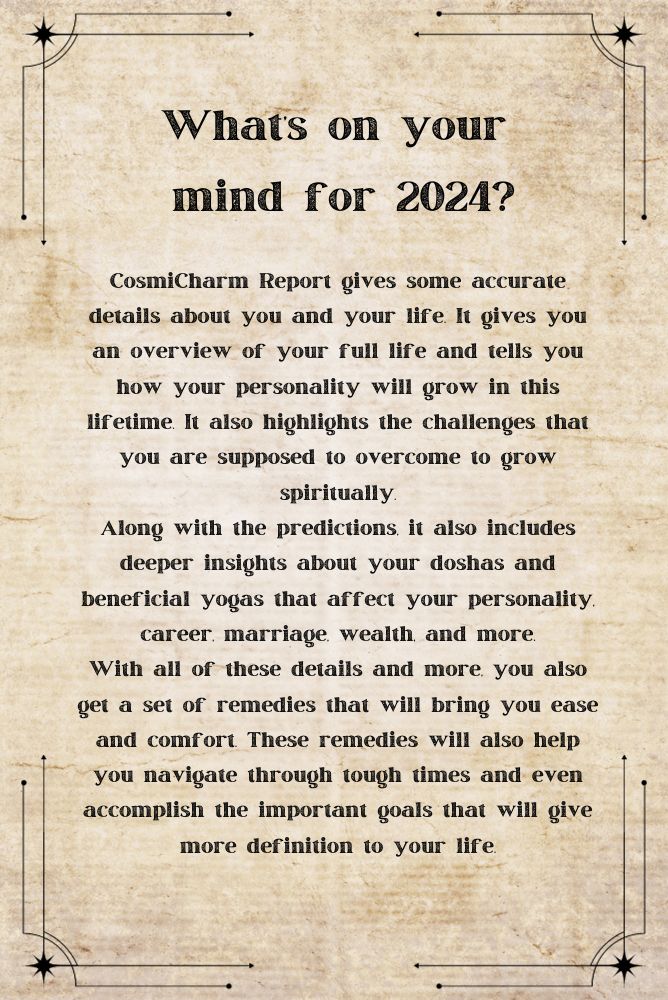 What's on your
mind for 2024?
CosmiCharm Report gives some accurate
details about you and your life. It gives you
an overview of your full life and tells you
how your personality will grow in this
lifetime. It also highlights the challenges that
you are supposed to overcome to grow
spiritually.
Along with the predictions, it also includes
deeper insights about your doshas and
beneficial yogas that affect your personality,
career, marriage, wealth, and more.
With all of these details and more, you also
get a set of remedies that will bring you ease
and comfort. These remedies will also help
you navigate through tough times and even
accomplish the important goals that will give
more definition to your life.